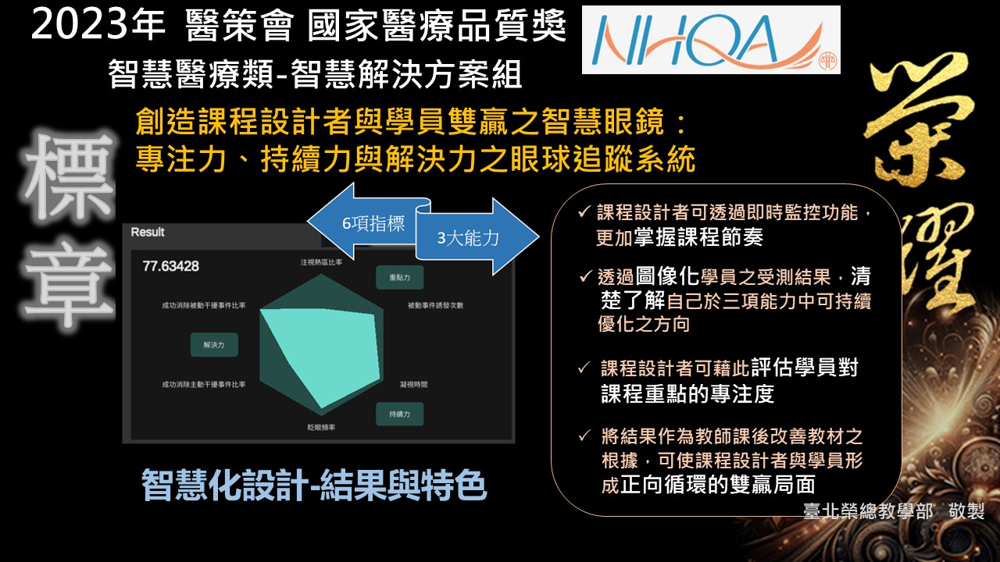 2023年 醫策會 國家醫療品質獎
NHQA
智慧醫療類-智慧解決方案組
創造課程設計者與學員雙贏之智慧眼鏡：
專注力、持續力與解決力之眼球追蹤系統
標章
榮耀
6項指標
3大能力
Result
77.63428
注視熱區比率
重點力
成功消除被動干擾事件比率
被動事件誘發次數
解決力
成功消除主動干擾事件比率
凝視時間
持續力
眨眼頻率
✓ 課程設計者可透過即時監控功能，
更加掌握課程節奏
✓ 透過圖像化學員之受測結果，清
楚了解自己於三項能力中可持續
優化之方向
✓ 課程設計者可藉此評估學員對
課程重點的專注度
✓ 將結果作為教師課後改善教材之
根據，可使課程設計者與學員形
成正向循環的雙贏局面
智慧化設計-結果與特色
臺北榮總教學部 敬製